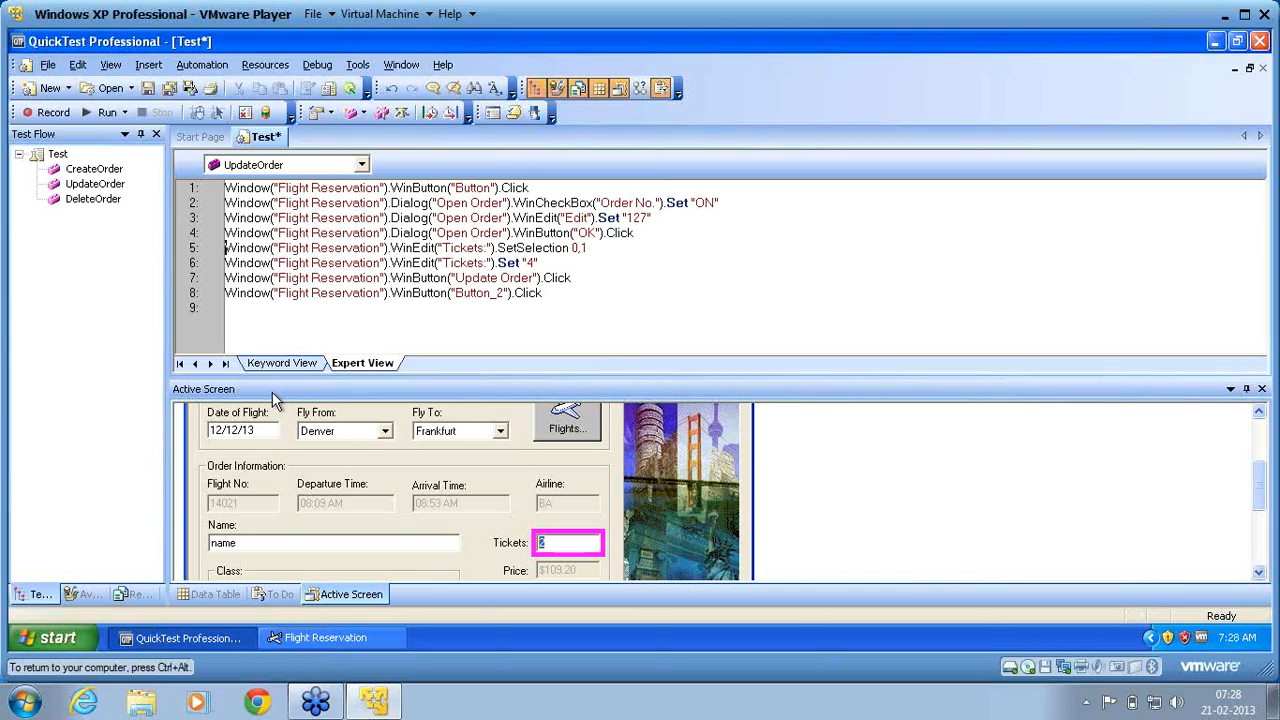 Windows XP Professional - VMware Player File Virtual Machine Help
QuickTest Professional - [Test*]
File Edit View Insert Automation Resources Debug Tools Window Help
New Open
Record Run Stop
Test Flow
Start Page Test*
Test
CreateOrder
UpdateOrder
DeleteOrder
UpdateOrder
1: Window("Flight Reservation").WinButton("Button").Click
2: Window("Flight Reservation").Dialog("Open Order").WinCheckBox("Order No.").Set "ON"
3: Window("Flight Reservation").Dialog("Open Order").WinEdit("Edit").Set "127"
4: Window("Flight Reservation").Dialog("Open Order").WinButton("OK").Click
5: Window("Flight Reservation").WinEdit("Tickets:").SetSelection 0,1
6: Window("Flight Reservation").WinEdit("Tickets:").Set "4"
7: Window("Flight Reservation").WinButton("Update Order").Click
8: Window("Flight Reservation").WinButton("Button_2").Click
9:
Keyword View Expert View
Active Screen
Date of Flight: Fly From: Fly To:
12/12/13 Denver Frankfurt Flights...
Order Information:
Flight No: Departure Time: Arrival Time: Airline:
14021 08:09 AM 08:53 AM BA
Name:
name Tickets: 2
Class: Price: $109.20
Te... Av... Re... Data Table To Do Active Screen
Ready
start QuickTest Profession... Flight Reservation 7:28 AM
To return to your computer, press Ctrl+Alt. vmware
07:28
21-02-2013